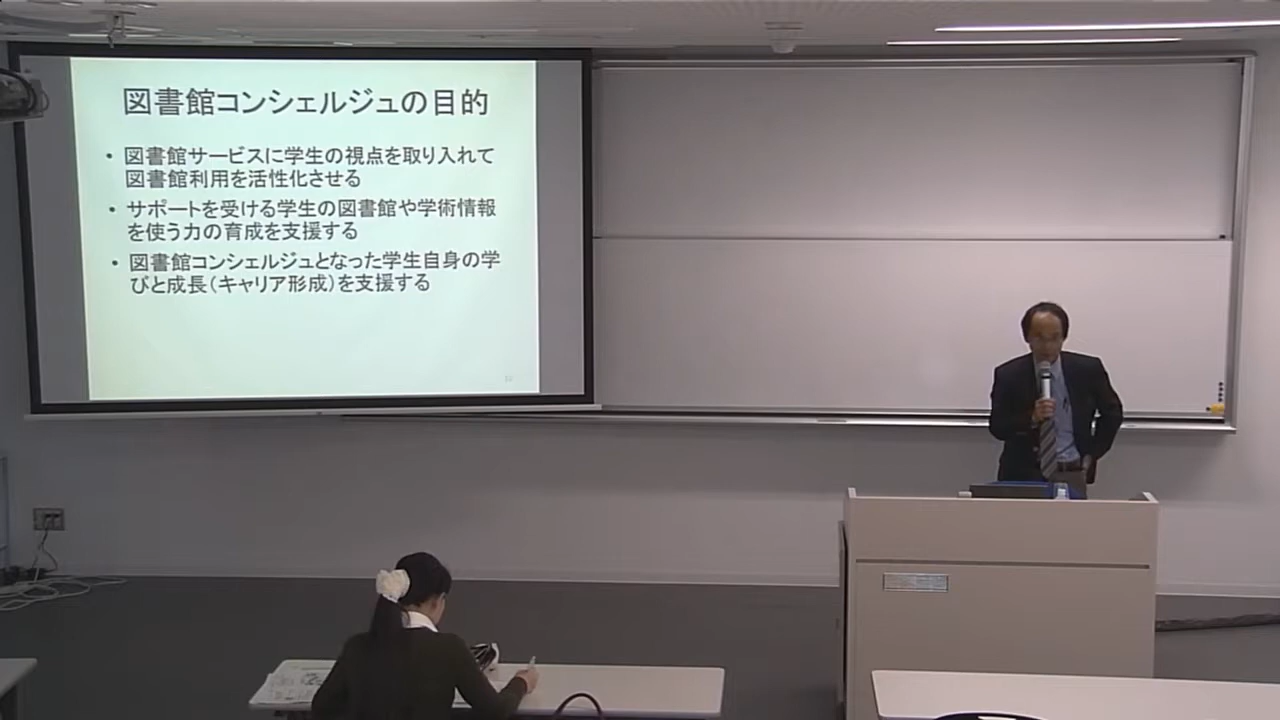 図書館コンシェルジュの目的
• 図書館サービスに学生の視点を取り入れて
図書館利用を活性化させる
• サポートを受ける学生の図書館や学術情報
を使う力の育成を支援する
• 図書館コンシェルジュとなった学生自身の学
びと成長(キャリア形成)を支援する